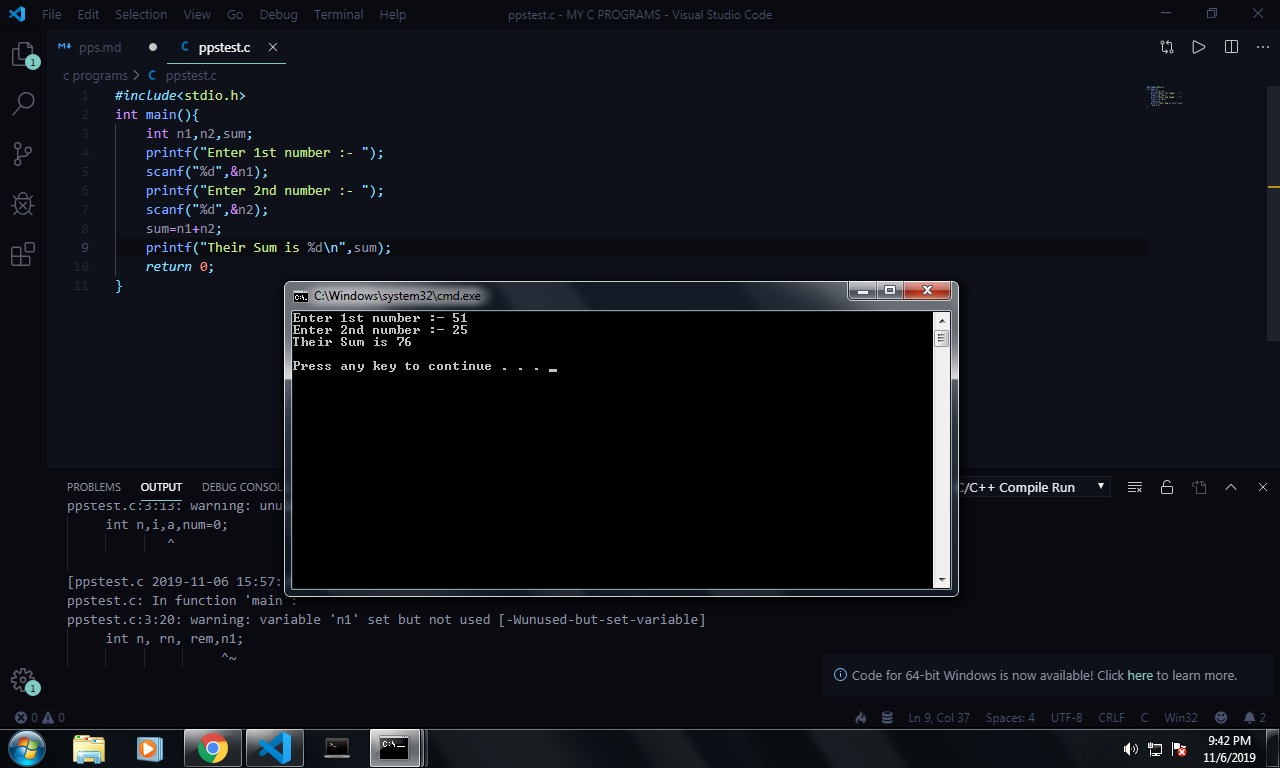 File Edit Selection View Go Debug Terminal Help ppstest.c - MY C PROGRAMS - Visual Studio Code
pps.md ppstest.c
c programs > C ppstest.c
1 #include<stdio.h>
2 int main(){
3 int n1,n2,sum;
4 printf("Enter 1st number :- ");
5 scanf("%d",&n1);
6 printf("Enter 2nd number :- ");
7 scanf("%d",&n2);
8 sum=n1+n2;
9 printf("Their Sum is %d\n",sum);
10 return 0;
11 }
C:\Windows\system32\cmd.exe
Enter 1st number :- 51
Enter 2nd number :- 25
Their Sum is 76
Press any key to continue . . .
PROBLEMS OUTPUT DEBUG CONSOL C/C++ Compile Run
ppstest.c:3:13: warning: unu
int n,i,a,num=0;
^
[ppstest.c 2019-11-06 15:57:
ppstest.c: In function 'main':
ppstest.c:3:20: warning: variable 'n1' set but not used [-Wunused-but-set-variable]
int n, rn, rem,n1;
^~
Code for 64-bit Windows is now available! Click here to learn more.
0 0 Ln 9, Col 37 Spaces: 4 UTF-8 CRLF C Win32 2
9:42 PM
11/6/2019